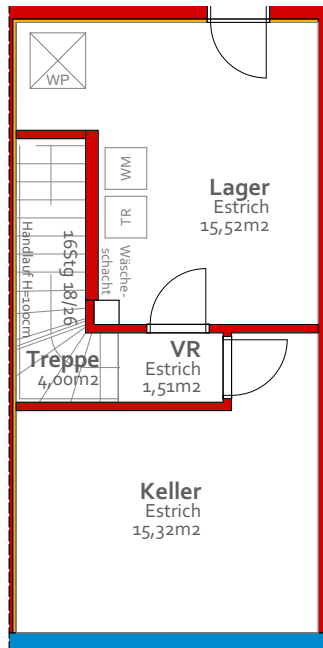 WP
WM
TR
Wäsche-
schacht
Lager
Estrich
15,52m2
16Stg 18/26
Handlauf H=100cm
Treppe
4,00m2
VR
Estrich
1,51m2
Keller
Estrich
15,32m2